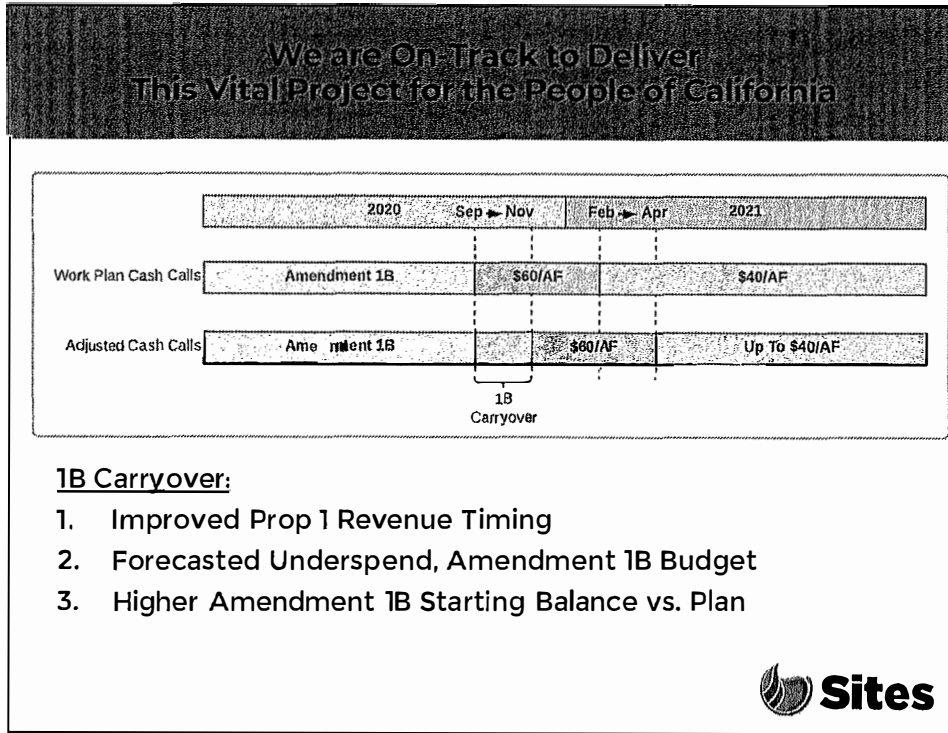 We are On-Track to Deliver
This Vital Project for the People of California
2020 Sep Nov Feb Apr 2021
Work Plan Cash Calls Amendment 1B $60/AF $40/AF
Adjusted Cash Calls Ame ment 1B $60/AF Up To $40/AF
1B
Carryover
1B Carryover:
1. Improved Prop 1 Revenue Timing
2. Forecasted Underspend, Amendment 1B Budget
3. Higher Amendment 1B Starting Balance vs. Plan
Sites